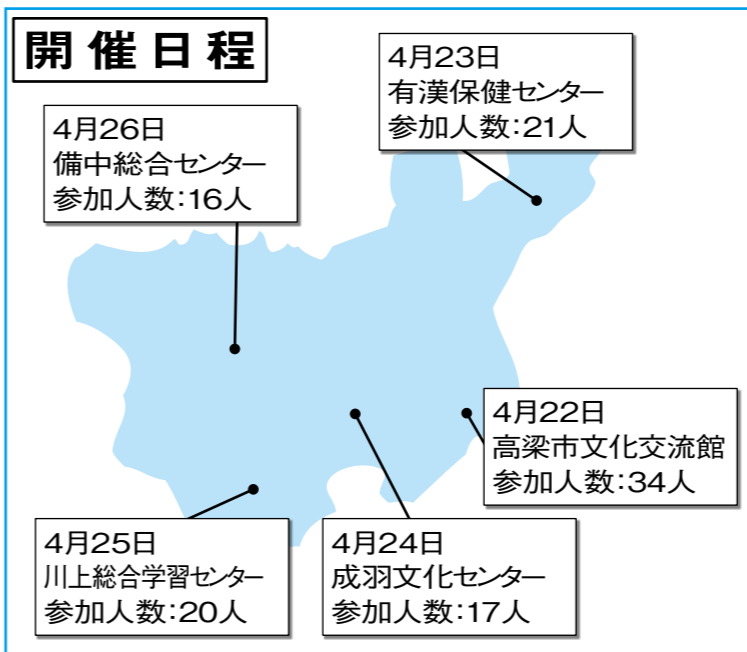 開催日程
4月23日
有漢保健センター
参加人数：21人
4月26日
備中総合センター
参加人数：16人
4月22日
高梁市文化交流館
参加人数：34人
4月25日
川上総合学習センター
参加人数：20人
4月24日
成羽文化センター
参加人数：17人